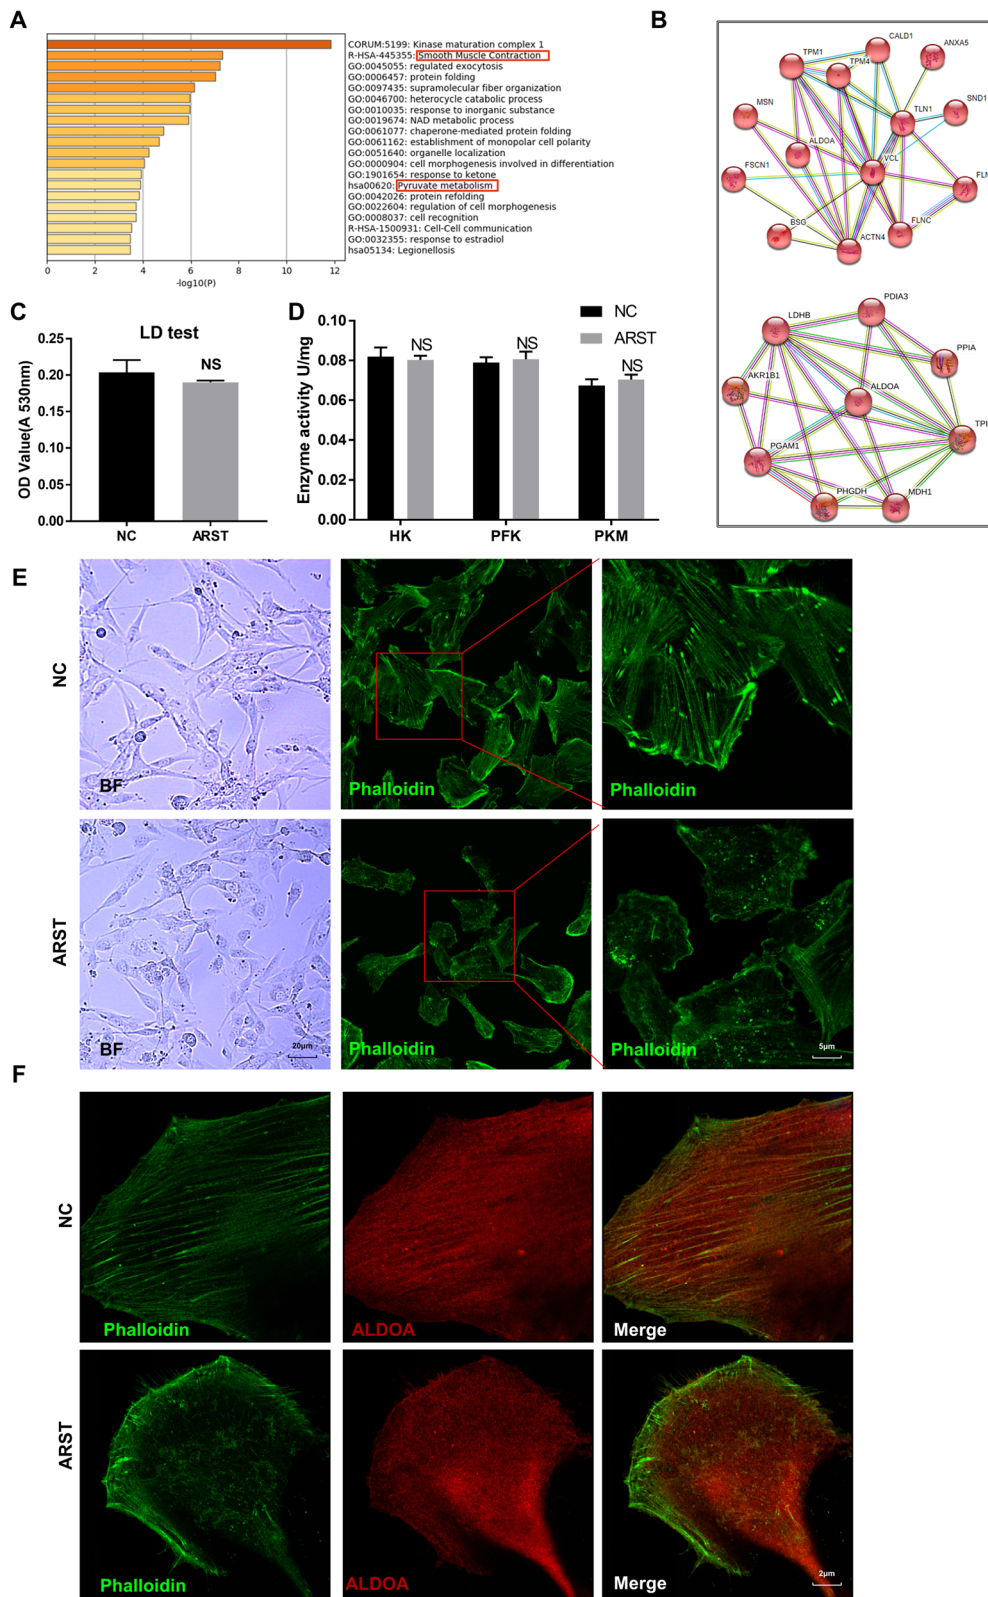 A
CORUM:5199: Kinase maturation complex 1
R-HSA-445355: Smooth Muscle Contraction
GO:0045055: regulated exocytosis
GO:0006457: protein folding
GO:0097435: supramolecular fiber organization
GO:0046700: heterocycle catabolic process
GO:0010035: response to inorganic substance
GO:0019674: NAD metabolic process
GO:0061077: chaperone-mediated protein folding
GO:0061162: establishment of monopolar cell polarity
GO:0051640: organelle localization
GO:0000904: cell morphogenesis involved in differentiation
GO:1901654: response to ketone
hsa00620: Pyruvate metabolism
GO:0042026: protein refolding
GO:0022604: regulation of cell morphogenesis
GO:0008037: cell recognition
R-HSA-1500931: Cell-Cell communication
GO:0032355: response to estradiol
hsa05134: Legionellosis
0 2 4 6 8 10 12
-log10(P)
B
CALD1
TPM1
ANXA5
TPM4
MSN
TLN1
SND1
ALDOA
VCL
FSCN1
FLN
BSG
FLNC
ACTN4
PDIA3
LDHB
PPIA
AKR1B1
ALDOA
TPI
PGAM1
PHGDH
MDH1
C
LD test
OD Value(A 530nm)
0.25
0.20
0.15
0.10
0.05
0.00
NS
NC ARST
D
NC
ARST
Enzyme activity U/mg
0.10
0.08
0.06
0.04
0.02
0.00
NS
NS
NS
HK PFK PKM
E
NC
BF
Phalloidin
Phalloidin
ARST
BF
20μm
Phalloidin
Phalloidin
5μm
F
NC
Phalloidin
ALDOA
Merge
ARST
Phalloidin
ALDOA
Merge
2μm